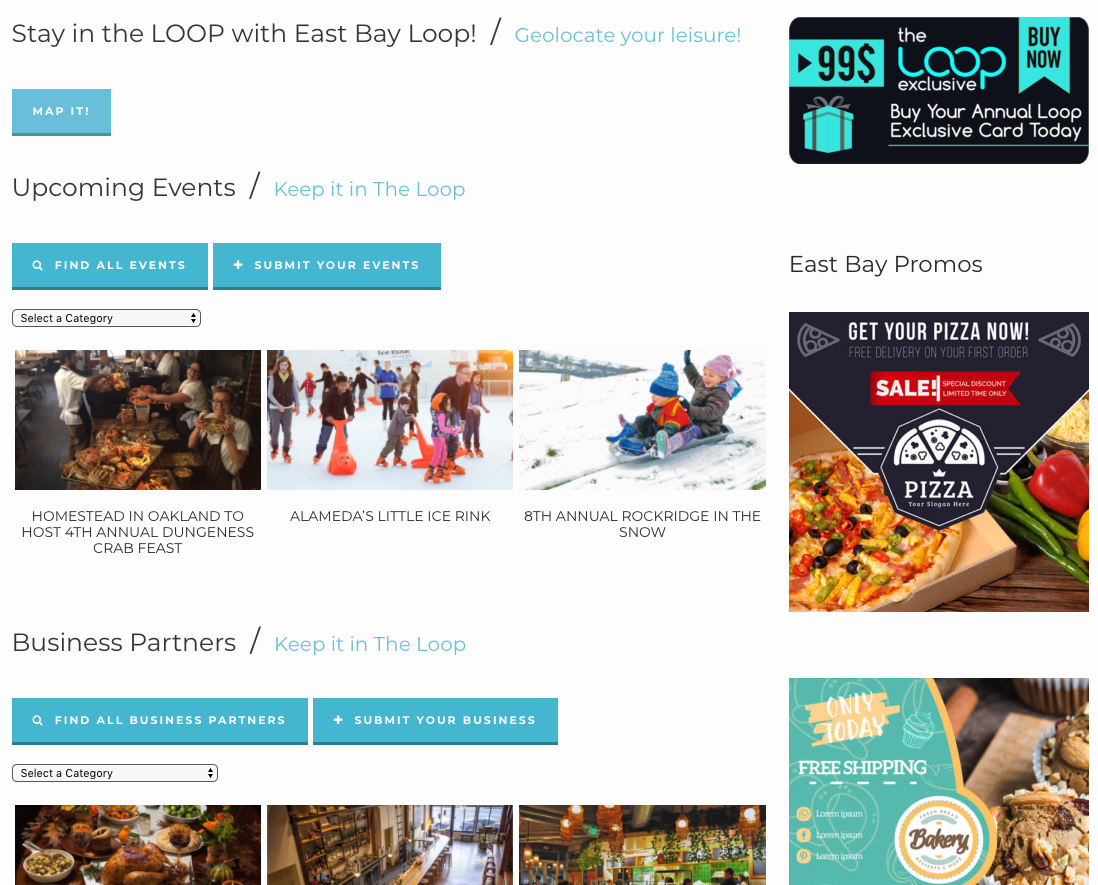 Stay in the LOOP with East Bay Loop! / Geolocate your leisure!
MAP IT!
Upcoming Events / Keep it in The Loop
FIND ALL EVENTS
+ SUBMIT YOUR EVENTS
Select a Category
HOMESTEAD IN OAKLAND TO
HOST 4TH ANNUAL DUNGENESS
CRAB FEAST
ALAMEDA'S LITTLE ICE RINK
8TH ANNUAL ROCKRIDGE IN THE
SNOW
Business Partners / Keep it in The Loop
FIND ALL BUSINESS PARTNERS
+ SUBMIT YOUR BUSINESS
Select a Category
99$
the
Loop
exclusive
BUY
NOW
Buy Your Annual Loop
Exclusive Card Today
East Bay Promos
GET YOUR PIZZA NOW!
FREE DELIVERY ON YOUR FIRST ORDER
SALE!
SPECIAL DISCOUNT
LIMITED TIME ONLY
PIZZA
Your Slogan Here
ONLY
TODAY
FREE SHIPPING
Lorem ipsum
Lorem ipsum
Lorem ipsum
FRESH BREAD
Bakery
DESSERTS & MORE